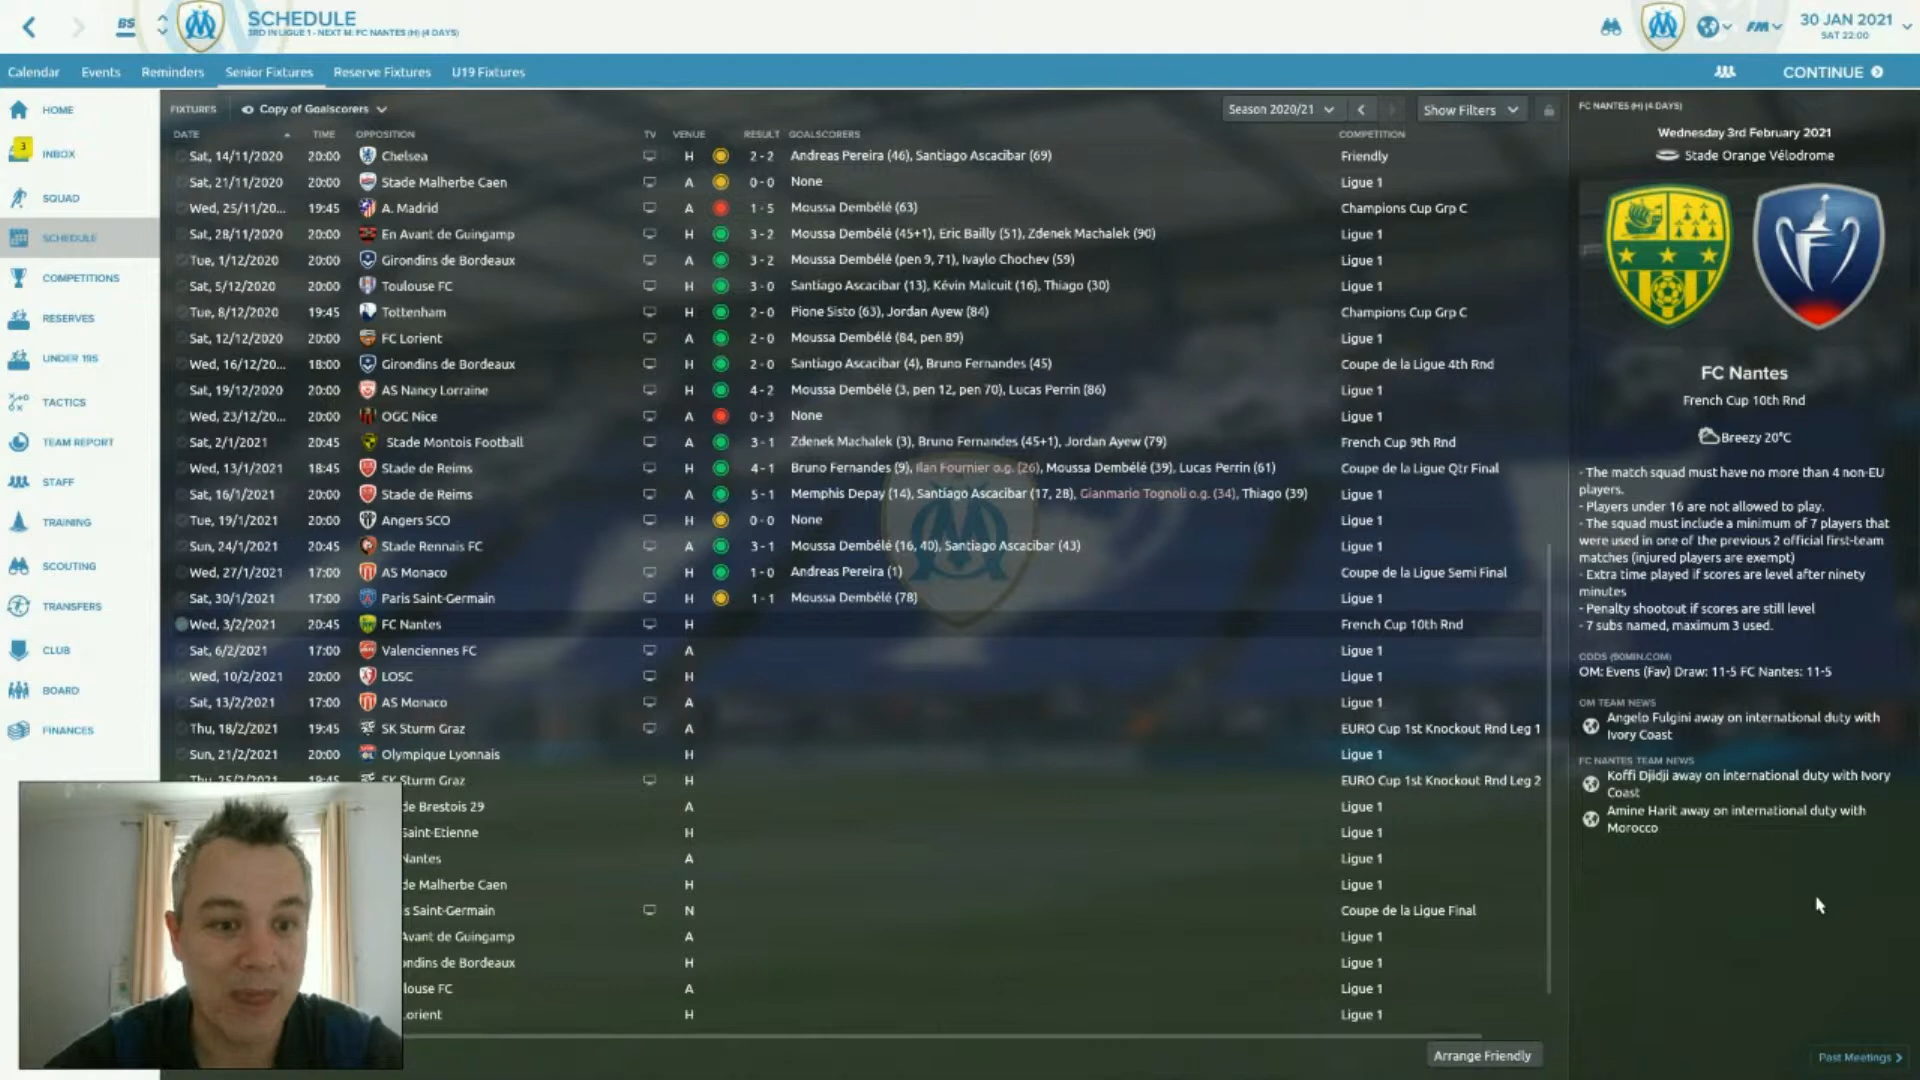 BS
SCHEDULE
3RD IN LIGUE 1 - NEXT M: FC NANTES (H) (4 DAYS)
FM
30 JAN 2021
SAT 22:00
Calendar Events Reminders Senior Fixtures Reserve Fixtures U19 Fixtures
CONTINUE
HOME
3
INBOX
SQUAD
SCHEDULE
COMPETITIONS
RESERVES
UNDER 19S
TACTICS
TEAM REPORT
STAFF
TRAINING
SCOUTING
TRANSFERS
CLUB
BOARD
FINANCES
FIXTURES Copy of Goalscorers
Season 2020/21
Show Filters
DATE TIME OPPOSITION TV VENUE RESULT GOALSCORERS COMPETITION
Sat, 14/11/2020 20:00 Chelsea H 2 - 2 Andreas Pereira (46), Santiago Ascacibar (69) Friendly
Sat, 21/11/2020 20:00 Stade Malherbe Caen A 0 - 0 None Ligue 1
Wed, 25/11/20... 19:45 A. Madrid A 1 - 5 Moussa Dembélé (63) Champions Cup Grp C
Sat, 28/11/2020 20:00 En Avant de Guingamp H 3 - 2 Moussa Dembélé (45+1), Eric Bailly (51), Zdenek Machalek (90) Ligue 1
Tue, 1/12/2020 20:00 Girondins de Bordeaux A 3 - 2 Moussa Dembélé (pen 9, 71), Ivaylo Chochev (59) Ligue 1
Sat, 5/12/2020 20:00 Toulouse FC H 3 - 0 Santiago Ascacibar (13), Kévin Malcuit (16), Thiago (30) Ligue 1
Tue, 8/12/2020 19:45 Tottenham H 2 - 0 Pione Sisto (63), Jordan Ayew (84) Champions Cup Grp C
Sat, 12/12/2020 20:00 FC Lorient A 2 - 0 Moussa Dembélé (84, pen 89) Ligue 1
Wed, 16/12/20... 18:00 Girondins de Bordeaux H 2 - 0 Santiago Ascacibar (4), Bruno Fernandes (45) Coupe de la Ligue 4th Rnd
Sat, 19/12/2020 20:00 AS Nancy Lorraine H 4 - 2 Moussa Dembélé (3, pen 12, pen 70), Lucas Perrin (86) Ligue 1
Wed, 23/12/20... 20:00 OGC Nice A 0 - 3 None Ligue 1
Sat, 2/1/2021 20:45 Stade Montois Football A 3 - 1 Zdenek Machalek (3), Bruno Fernandes (45+1), Jordan Ayew (79) French Cup 9th Rnd
Wed, 13/1/2021 18:45 Stade de Reims H 4 - 1 Bruno Fernandes (9), Ilan Fournier o.g. (26), Moussa Dembélé (39), Lucas Perrin (61) Coupe de la Ligue Qtr Final
Sat, 16/1/2021 20:00 Stade de Reims A 5 - 1 Memphis Depay (14), Santiago Ascacibar (17, 28), Gianmario Tognoli o.g. (34), Thiago (39) Ligue 1
Tue, 19/1/2021 20:00 Angers SCO H 0 - 0 None Ligue 1
Sun, 24/1/2021 20:45 Stade Rennais FC A 3 - 1 Moussa Dembélé (16, 40), Santiago Ascacibar (43) Ligue 1
Wed, 27/1/2021 17:00 AS Monaco H 1 - 0 Andreas Pereira (1) Coupe de la Ligue Semi Final
Sat, 30/1/2021 17:00 Paris Saint-Germain H 1 - 1 Moussa Dembélé (78) Ligue 1
Wed, 3/2/2021 20:45 FC Nantes H French Cup 10th Rnd
Sat, 6/2/2021 17:00 Valenciennes FC A Ligue 1
Wed, 10/2/2021 20:00 LOSC H Ligue 1
Sat, 13/2/2021 17:00 AS Monaco A Ligue 1
Thu, 18/2/2021 19:45 SK Sturm Graz A EURO Cup 1st Knockout Rnd Leg 1
Sun, 21/2/2021 20:00 Olympique Lyonnais H Ligue 1
Thu, 25/2/2021 19:45 SK Sturm Graz H EURO Cup 1st Knockout Rnd Leg 2
de Brestois 29 A Ligue 1
Saint-Etienne H Ligue 1
Nantes A Ligue 1
de Malherbe Caen H Ligue 1
s Saint-Germain N Coupe de la Ligue Final
Avant de Guingamp A Ligue 1
ondins de Bordeaux H Ligue 1
louse FC A Ligue 1
orient H Ligue 1
Arrange Friendly
FC NANTES (H) (4 DAYS)
Wednesday 3rd February 2021
Stade Orange Vélodrome
FC Nantes
French Cup 10th Rnd
Breezy 20°C
- The match squad must have no more than 4 non-EU
players.
- Players under 16 are not allowed to play.
- The squad must include a minimum of 7 players that
were used in one of the previous 2 official first-team
matches (injured players are exempt)
- Extra time played if scores are level after ninety
minutes
- Penalty shootout if scores are still level
- 7 subs named, maximum 3 used.
ODDS (90MIN.COM)
OM: Evens (Fav) Draw: 11-5 FC Nantes: 11-5
OM TEAM NEWS
Angelo Fulgini away on international duty with
Ivory Coast
FC NANTES TEAM NEWS
Koffi Djidji away on international duty with Ivory
Coast
Amine Harit away on international duty with
Morocco
Past Meetings